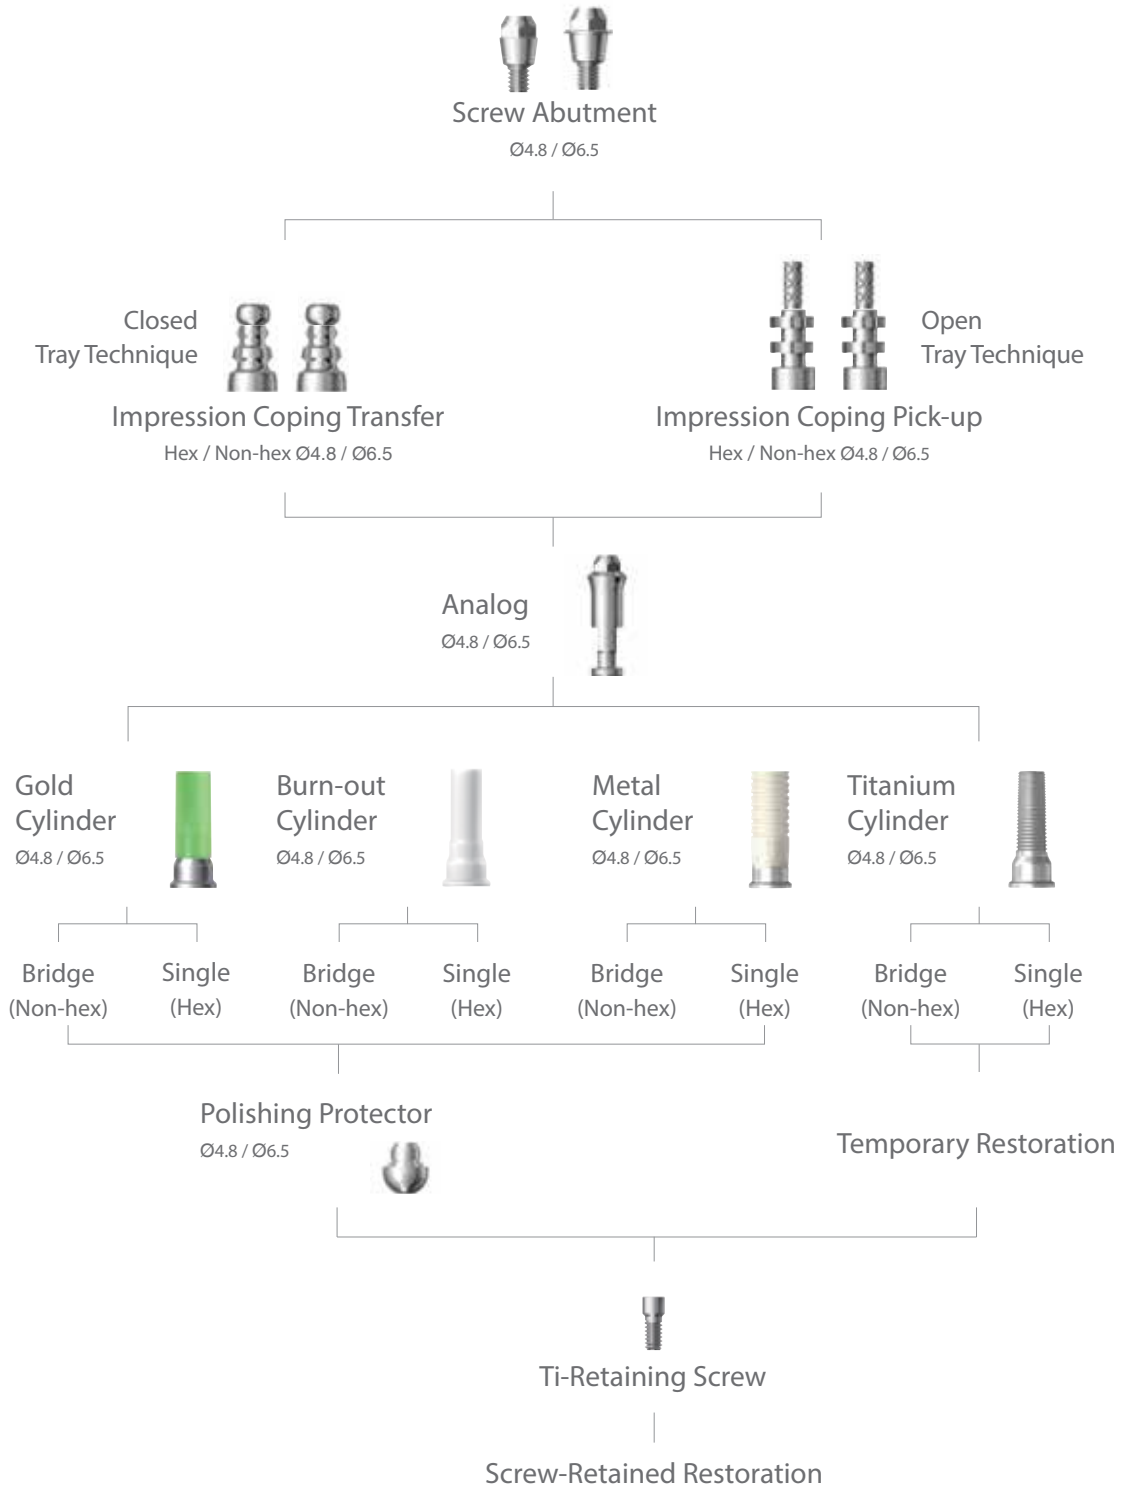 Screw Abutment
Ø4.8 / Ø6.5
Closed
Tray Technique
Open
Tray Technique
Impression Coping Transfer
Hex / Non-hex Ø4.8 / Ø6.5
Impression Coping Pick-up
Hex / Non-hex Ø4.8 / Ø6.5
Analog
Ø4.8 / Ø6.5
Gold
Cylinder
Ø4.8 / Ø6.5
Burn-out
Cylinder
Ø4.8 / Ø6.5
Metal
Cylinder
Ø4.8 / Ø6.5
Titanium
Cylinder
Ø4.8 / Ø6.5
Bridge
(Non-hex)
Single
(Hex)
Bridge
(Non-hex)
Single
(Hex)
Bridge
(Non-hex)
Single
(Hex)
Bridge
(Non-hex)
Single
(Hex)
Polishing Protector
Ø4.8 / Ø6.5
Temporary Restoration
Ti-Retaining Screw
Screw-Retained Restoration